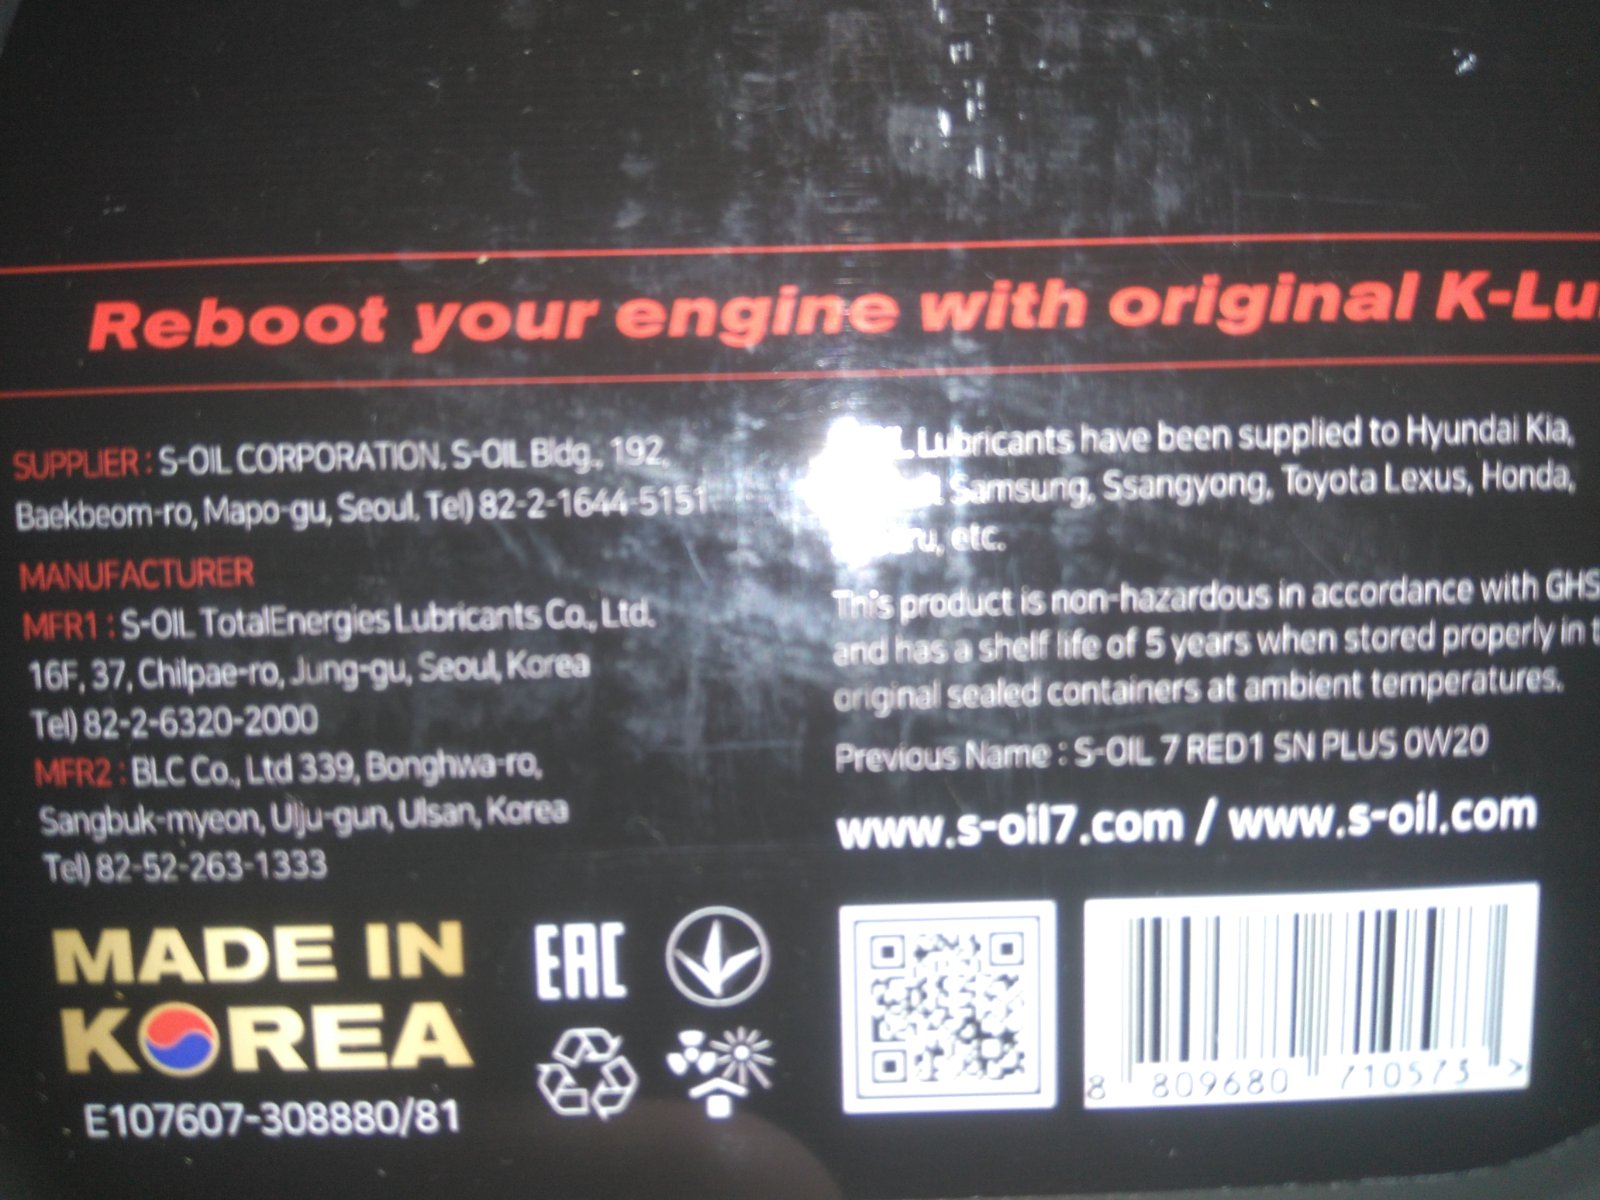 Reboot your engine with original K-Lu
SUPPLIER : S-OIL CORPORATION. S-OIL Bldg., 192,
Baekbeom-ro, Mapo-gu, Seoul. Tel) 82-2-1644-5151
MANUFACTURER
MFR1 : S-OIL TotalEnergies Lubricants Co., Ltd.
16F, 37, Chilpae-ro, Jung-gu, Seoul, Korea
Tel) 82-2-6320-2000
MFR2 : BLC Co., Ltd 339, Bonghwa-ro,
Sangbuk-myeon, Ulju-gun, Ulsan, Korea
Tel) 82-52-263-1333
Lubricants have been supplied to Hyundai Kia,
Samsung, Ssangyong, Toyota Lexus, Honda,
etc.
This product is non-hazardous in accordance with GHS
and has a shelf life of 5 years when stored properly in t
original sealed containers at ambient temperatures.
Previous Name : S-OIL 7 RED1 SN PLUS 0W20
www.s-oil7.com / www.s-oil.com
MADE IN
KOREA
E107607-308880/81
EAC
8 809680 710573 >